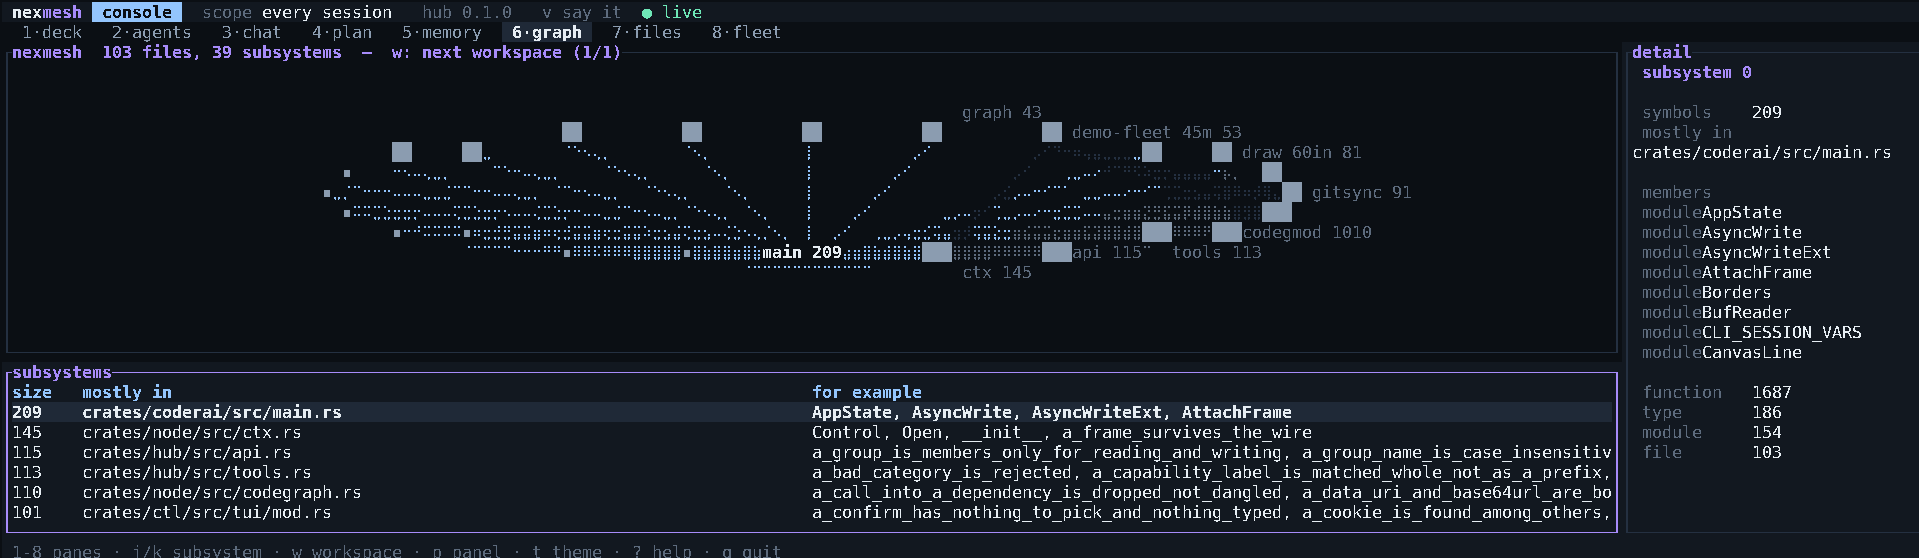 nexmesh console scope every session hub 0.1.0 v say it ● live
1·deck 2·agents 3·chat 4·plan 5·memory 6·graph 7·files 8·fleet
nexmesh 103 files, 39 subsystems — w: next workspace (1/1)
graph 43
demo-fleet 45m 53
draw 60in 81
gitsync 91
codegmod 1010
main 209
api 115
tools 113
ctx 145
subsystems
size mostly in for example
209 crates/coderai/src/main.rs AppState, AsyncWrite, AsyncWriteExt, AttachFrame
145 crates/node/src/ctx.rs Control, Open, __init__, a_frame_survives_the_wire
115 crates/hub/src/api.rs a_group_is_members_only_for_reading_and_writing, a_group_name_is_case_insensitiv
113 crates/hub/src/tools.rs a_bad_category_is_rejected, a_capability_label_is_matched_whole_not_as_a_prefix,
110 crates/node/src/codegraph.rs a_call_into_a_dependency_is_dropped_not_dangled, a_data_uri_and_base64url_are_bo
101 crates/ctl/src/tui/mod.rs a_confirm_has_nothing_to_pick_and_nothing_typed, a_cookie_is_found_among_others,
detail
subsystem 0
symbols 209
mostly in
crates/coderai/src/main.rs
members
moduleAppState
moduleAsyncWrite
moduleAsyncWriteExt
moduleAttachFrame
moduleBorders
moduleBufReader
moduleCLI_SESSION_VARS
moduleCanvasLine
function 1687
type 186
module 154
file 103
1-8 panes · j/k subsystem · w workspace · p panel · t theme · ? help · q quit